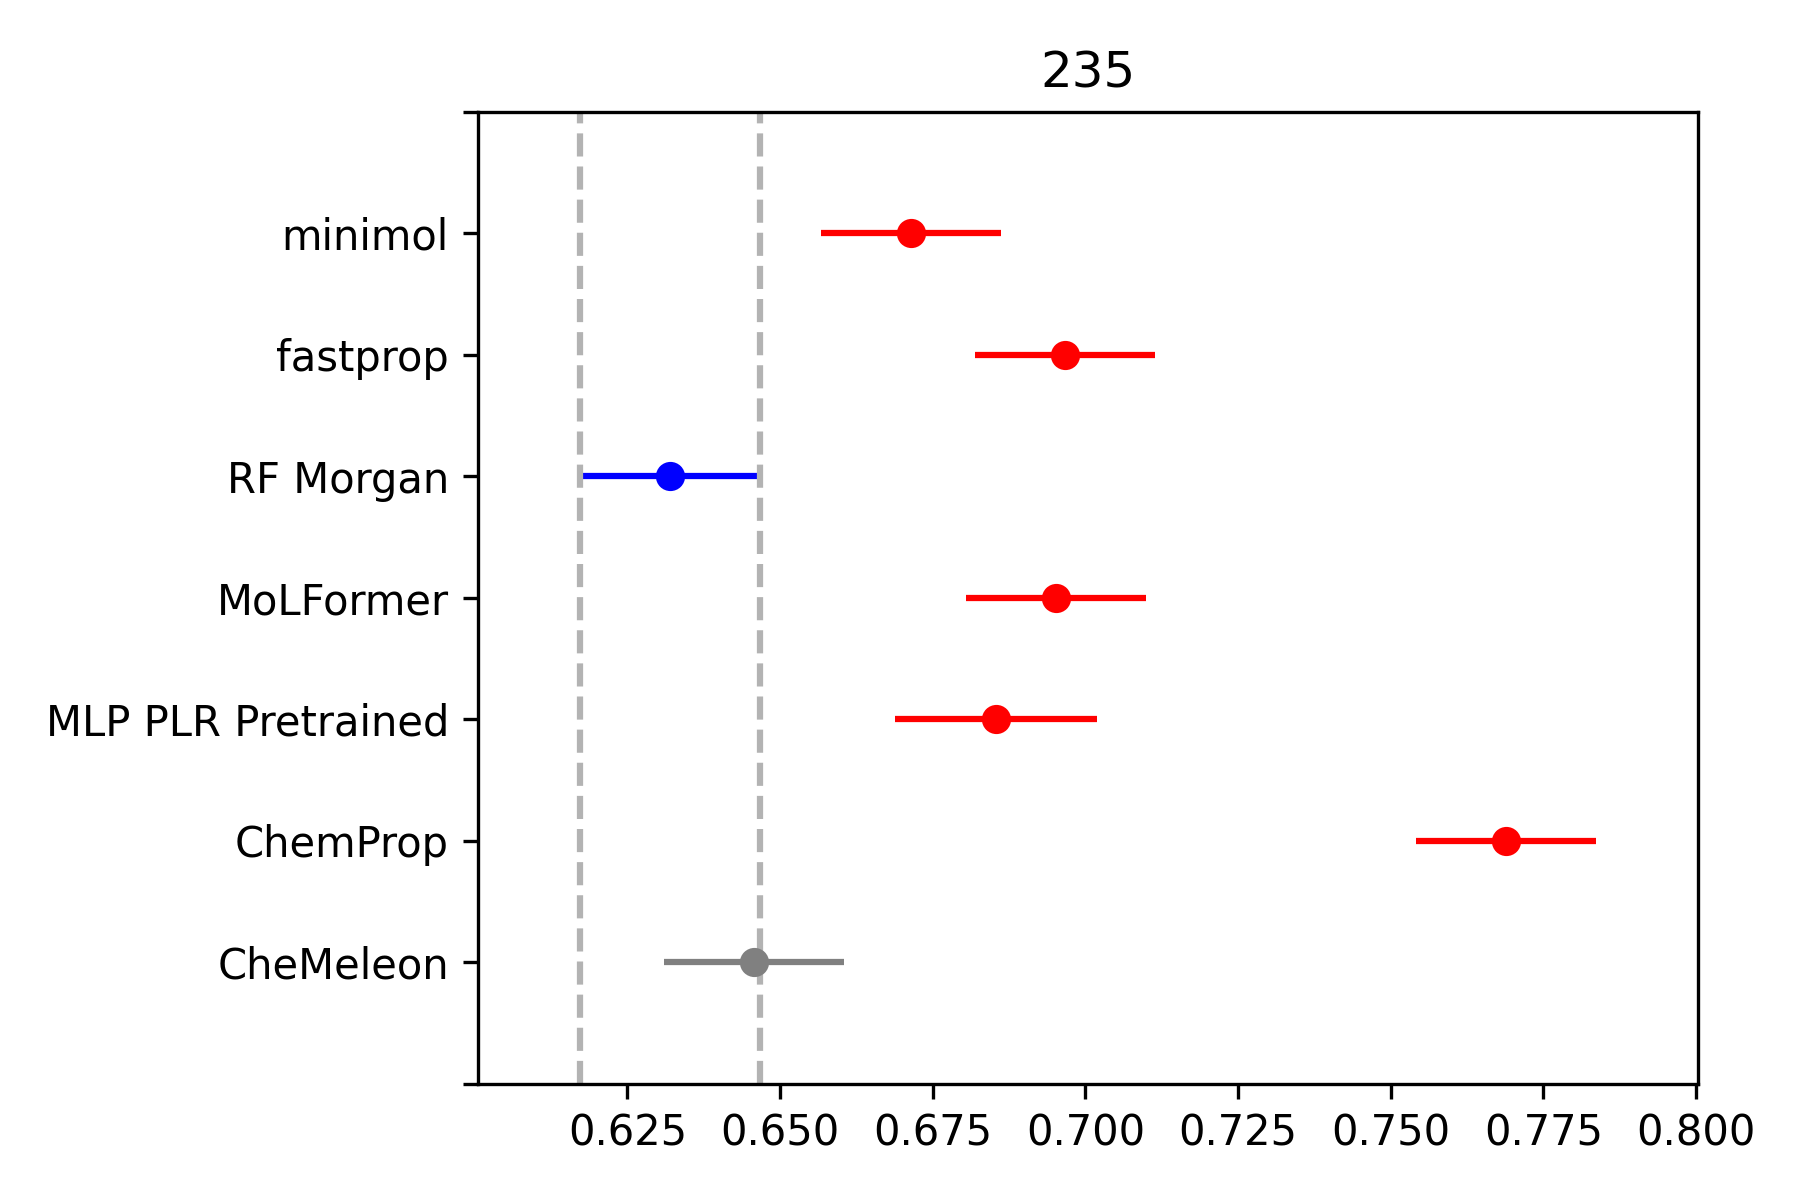 235
minimol
fastprop
RF Morgan
MoLFormer
MLP PLR Pretrained
ChemProp
CheMeleon
0.625 0.650 0.675 0.700 0.725 0.750 0.775 0.800